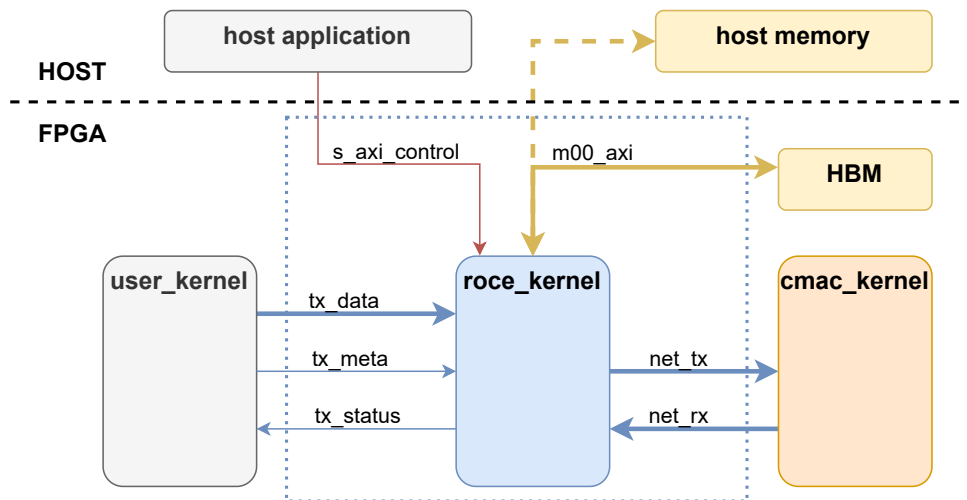 host application
host memory
HOST
FPGA
s_axi_control
m00_axi
HBM
user_kernel
roce_kernel
cmac_kernel
tx_data
tx_meta
net_tx
tx_status
net_rx